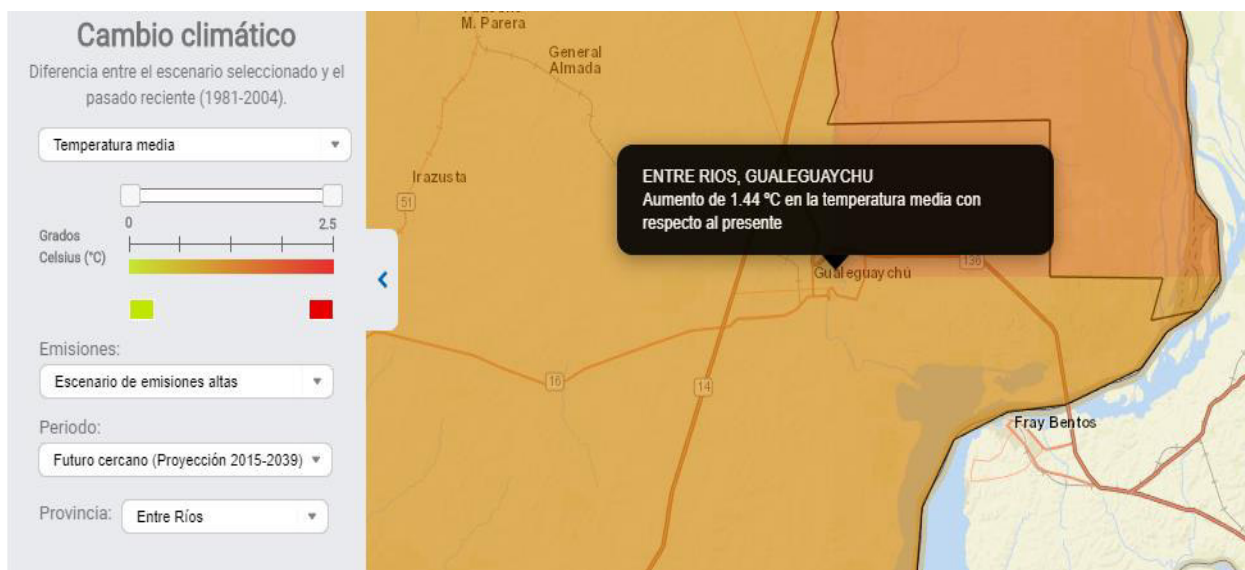 Cambio climático
Diferencia entre el escenario seleccionado y el
pasado reciente (1981-2004).
Temperatura media
0
2.5
Grados
Celsius (°C)
Emisiones:
Escenario de emisiones altas
Periodo:
Futuro cercano (Proyección 2015-2039)
Provincia:
Entre Ríos
M. Parera
General
Almada
Irazusta
51
ENTRE RIOS, GUALEGUAYCHU
Aumento de 1.44 ºC en la temperatura media con
respecto al presente
Gualeguaychú
136
16
14
Fray Bentos